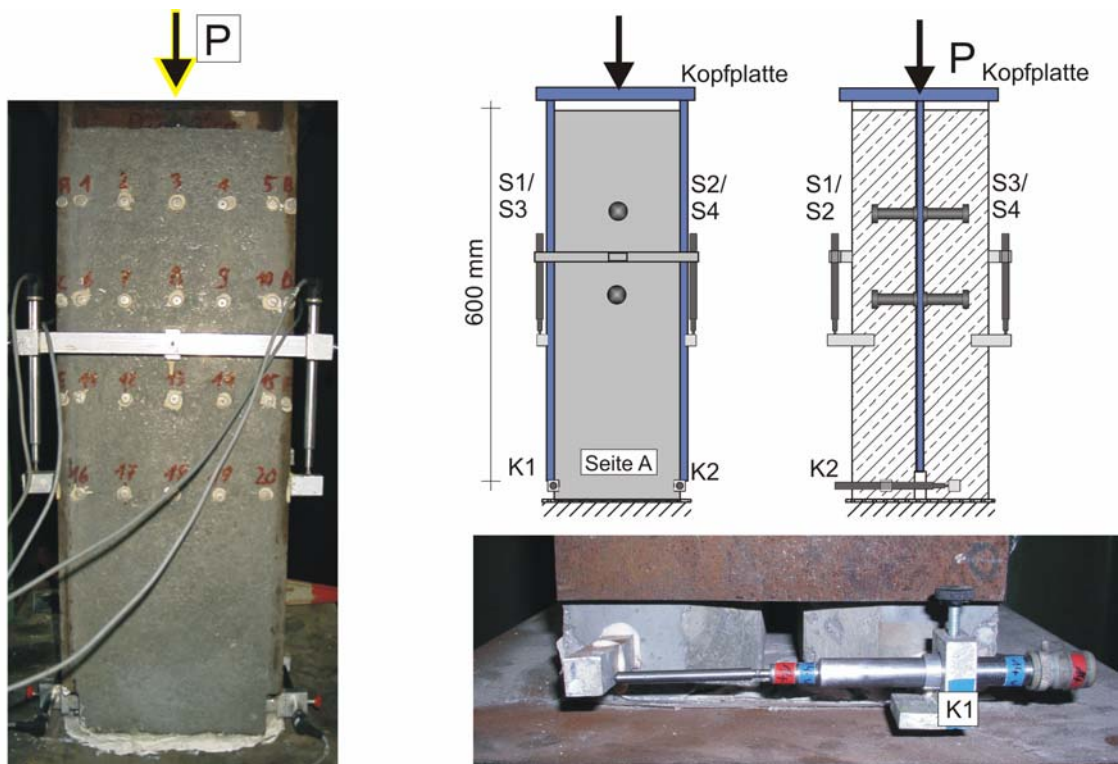 P
A 1 2 3 4 5 B
6 7 8 9 10
12 13 14 15
16 17 18 19 20
Kopfplatte
S1/
S3
S2/
S4
600 mm
K1
Seite A
K2
P
Kopfplatte
S1/
S2
S3/
S4
K2
K1